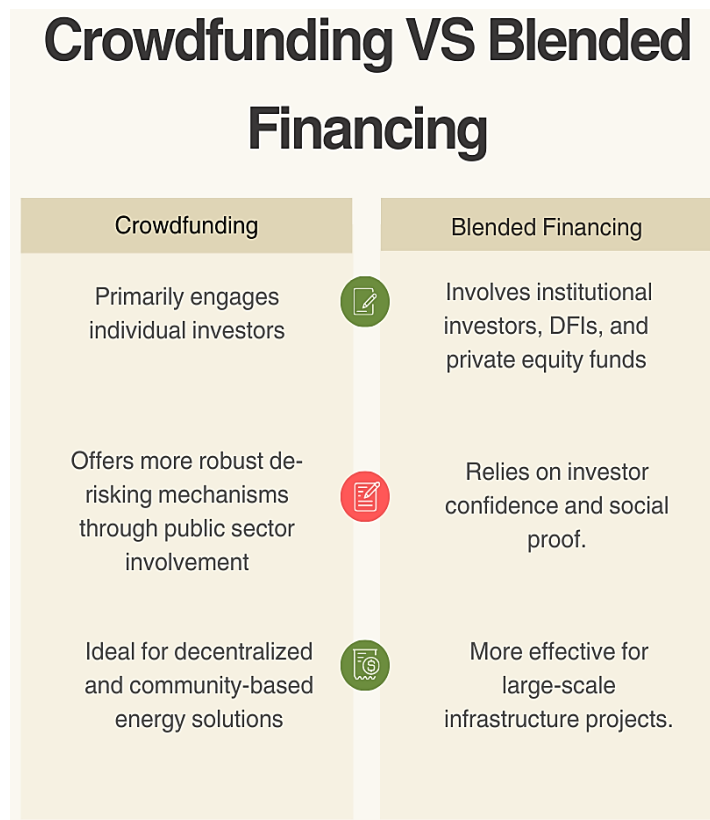 Crowdfunding VS Blended
Financing
Crowdfunding
Blended Financing
Primarily engages
individual investors
Involves institutional
investors, DFIs, and
private equity funds
Offers more robust de-
risking mechanisms
through public sector
involvement
Relies on investor
confidence and social
proof.
Ideal for decentralized
and community-based
energy solutions
More effective for
large-scale
infrastructure projects.